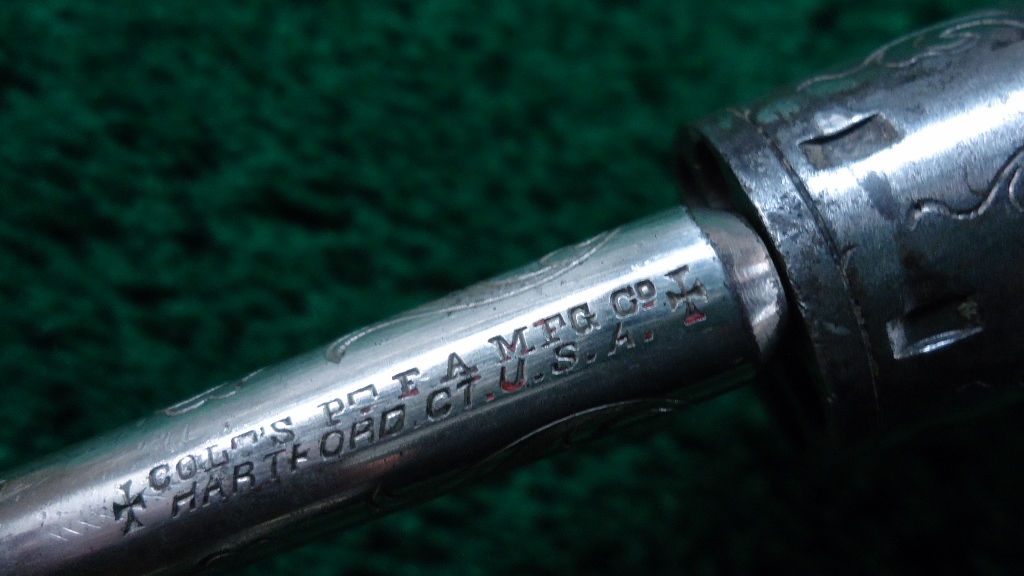 ✠ COLT'S PT F A MFG Co ✠
HARTFORD, CT. U.S.A.